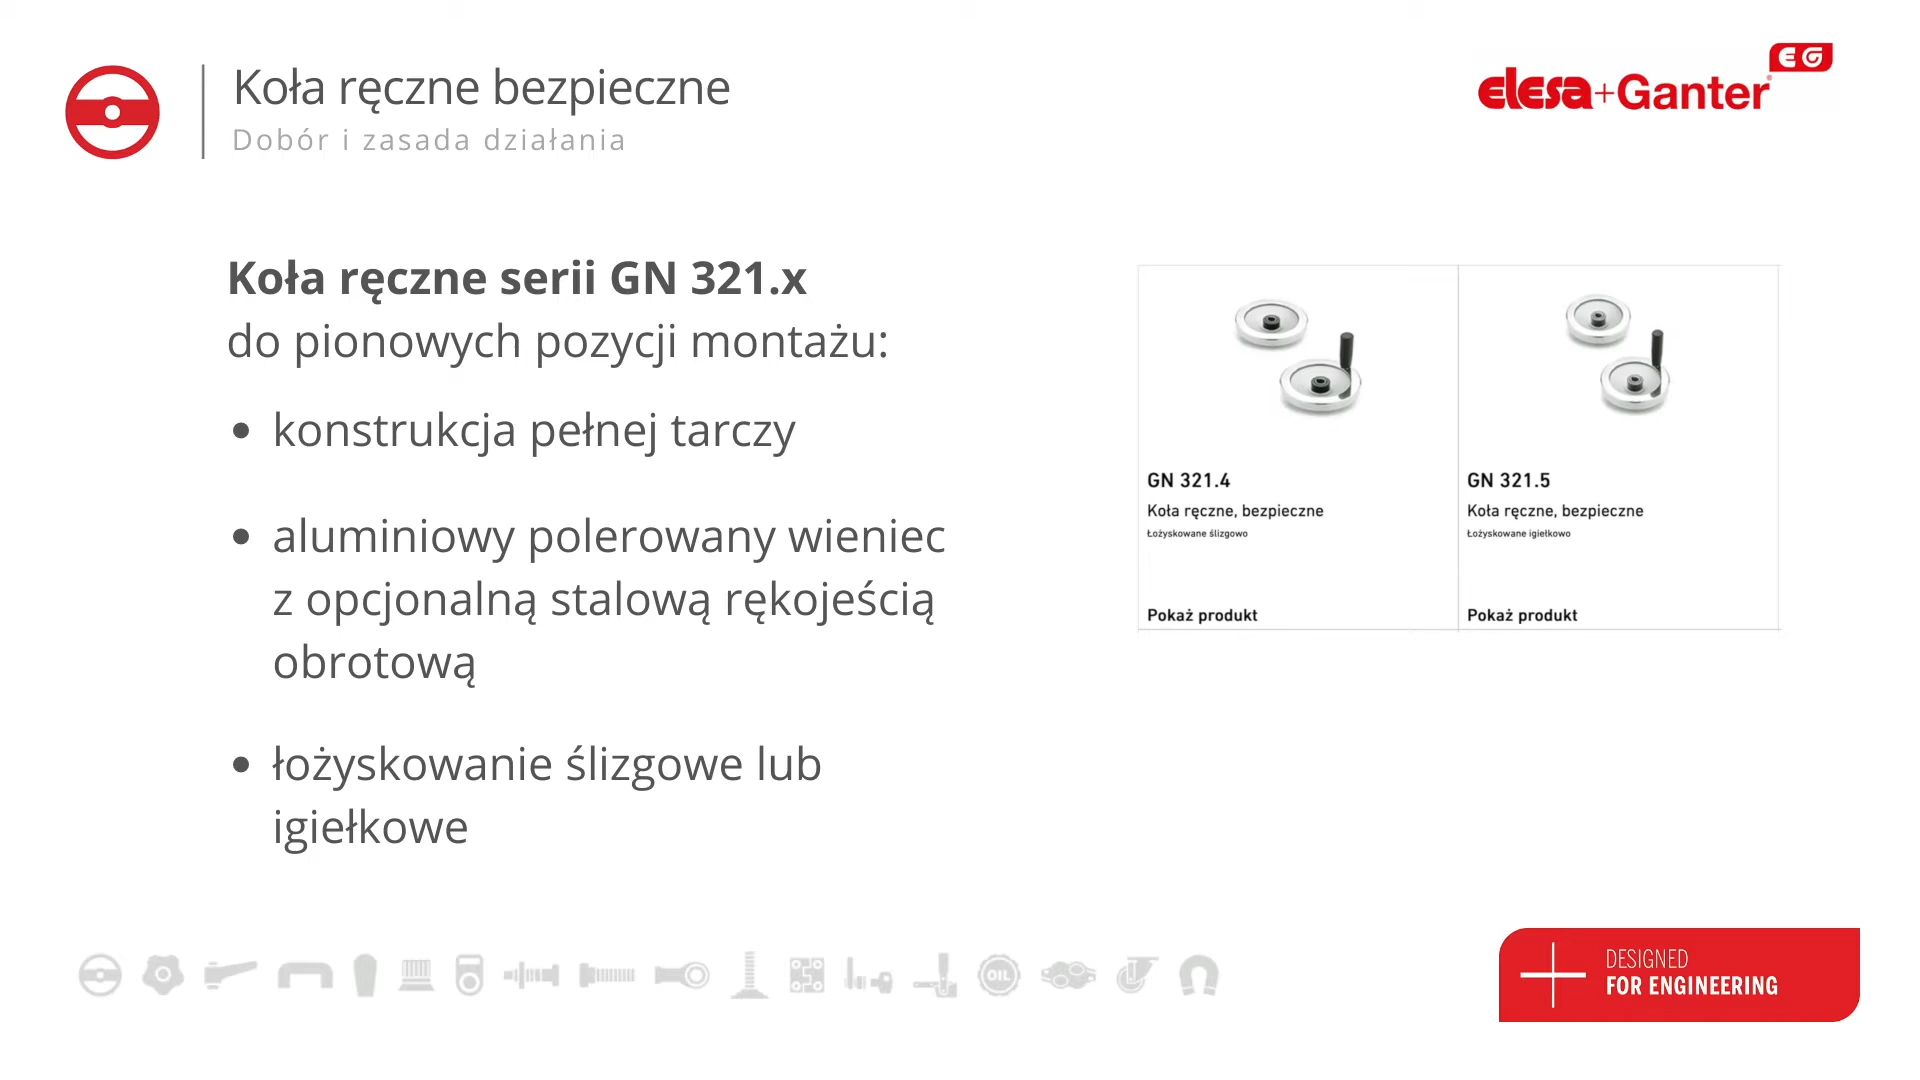 Koła ręczne bezpieczne
Dobór i zasada działania
elesa+Ganter®
EG
Koła ręczne serii GN 321.x
do pionowych pozycji montażu:
• konstrukcja pełnej tarczy
• aluminiowy polerowany wieniec
z opcjonalną stalową rękojeścią
obrotową
• łożyskowanie ślizgowe lub
igiełkowe
GN 321.4
Koła ręczne, bezpieczne
Łożyskowane ślizgowo
Pokaż produkt
GN 321.5
Koła ręczne, bezpieczne
Łożyskowane igiełkowo
Pokaż produkt
OIL
DESIGNED
FOR ENGINEERING